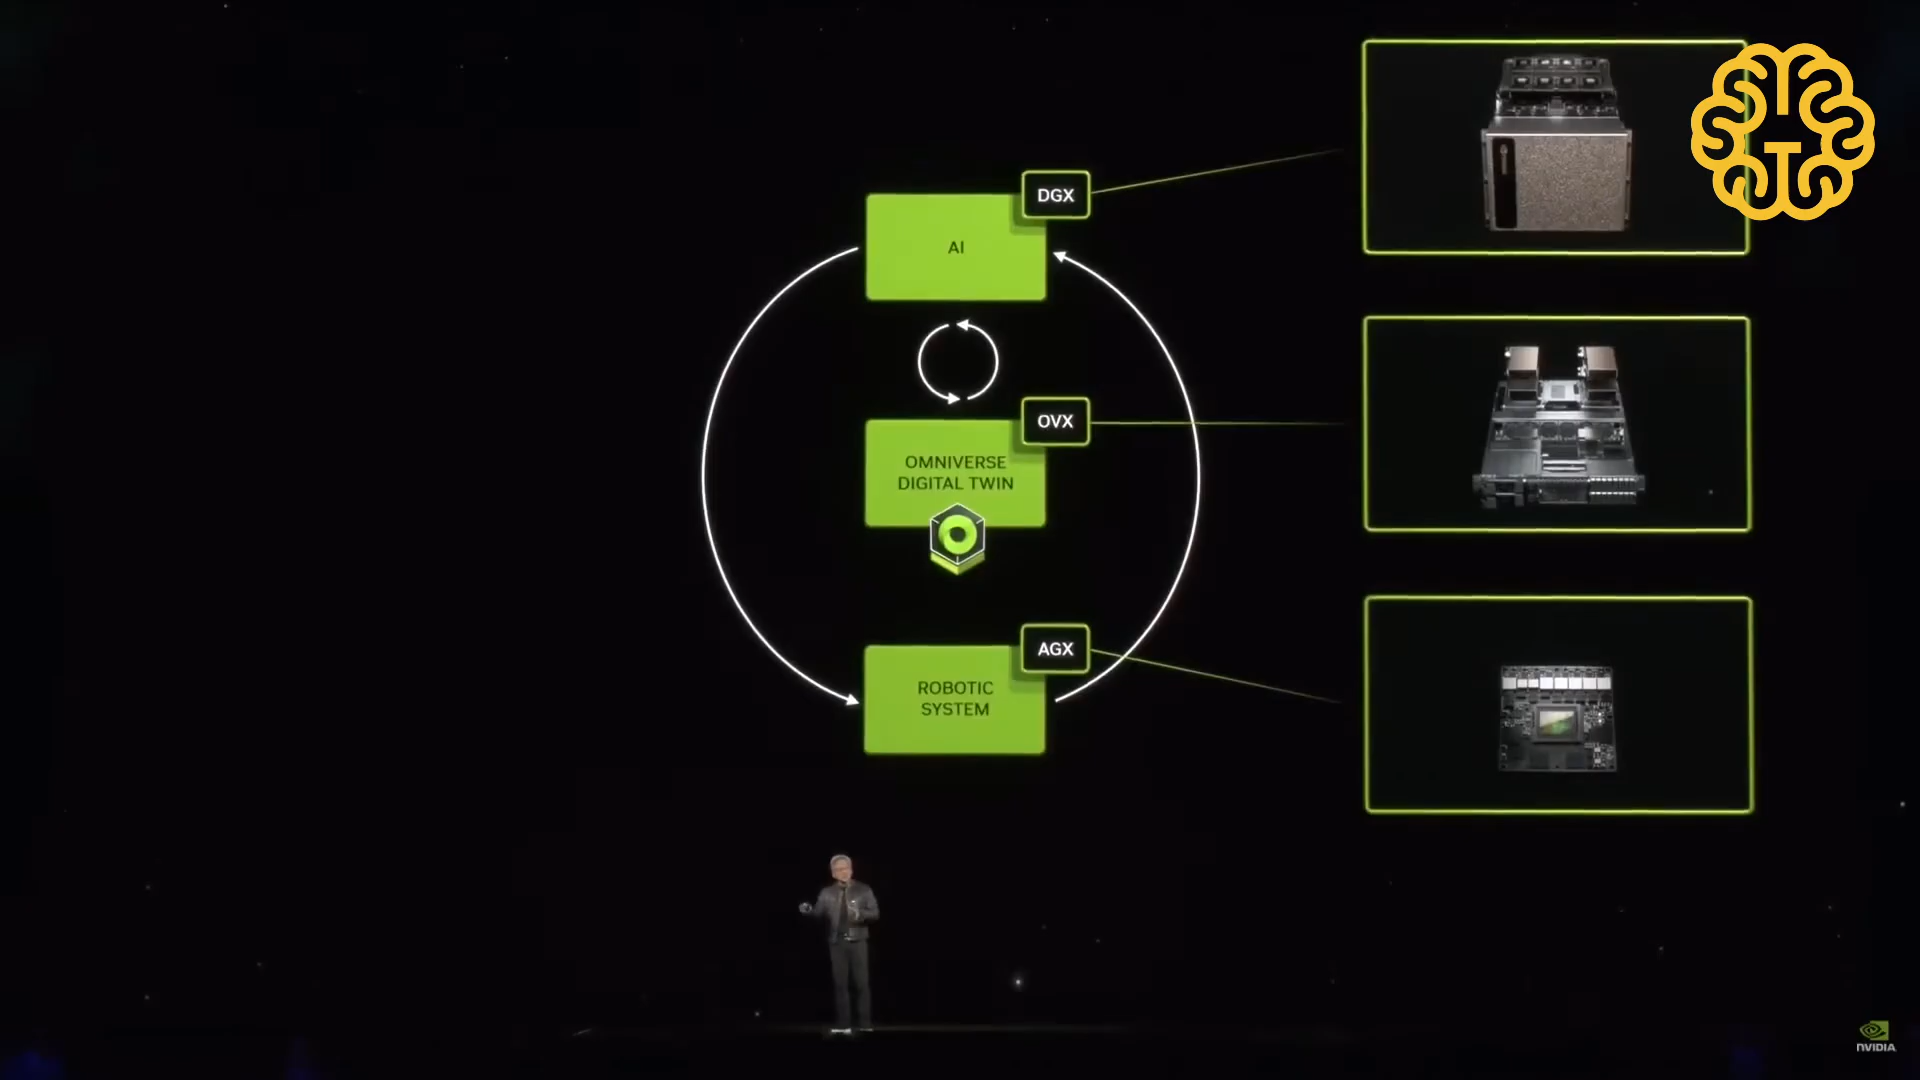 DGX
AI
OVX
OMNIVERSE
DIGITAL TWIN
AGX
ROBOTIC
SYSTEM
T
NVIDIA